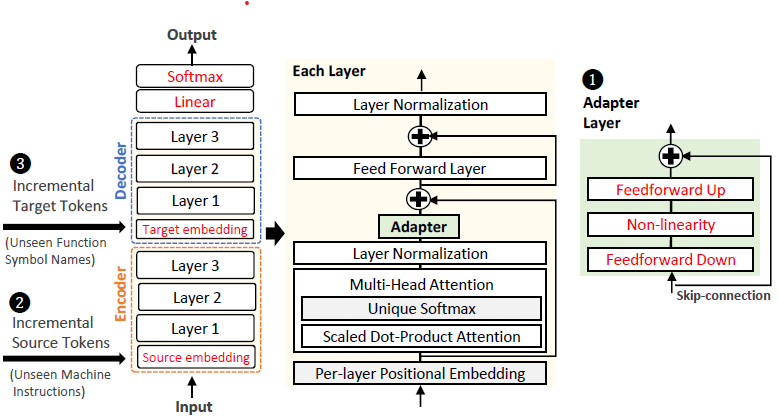 Output
Softmax
Linear
Decoder
Layer 3
Layer 2
Layer 1
Target embedding
Encoder
Layer 3
Layer 2
Layer 1
Source embedding
Input
3
Incremental
Target Tokens
(Unseen Function
Symbol Names)
2
Incremental
Source Tokens
(Unseen Machine
Instructions)
Each Layer
Layer Normalization
Feed Forward Layer
Adapter
Layer Normalization
Multi-Head Attention
Unique Softmax
Scaled Dot-Product Attention
Per-layer Positional Embedding
1
Adapter
Layer
Feedforward Up
Non-linearity
Feedforward Down
Skip-connection